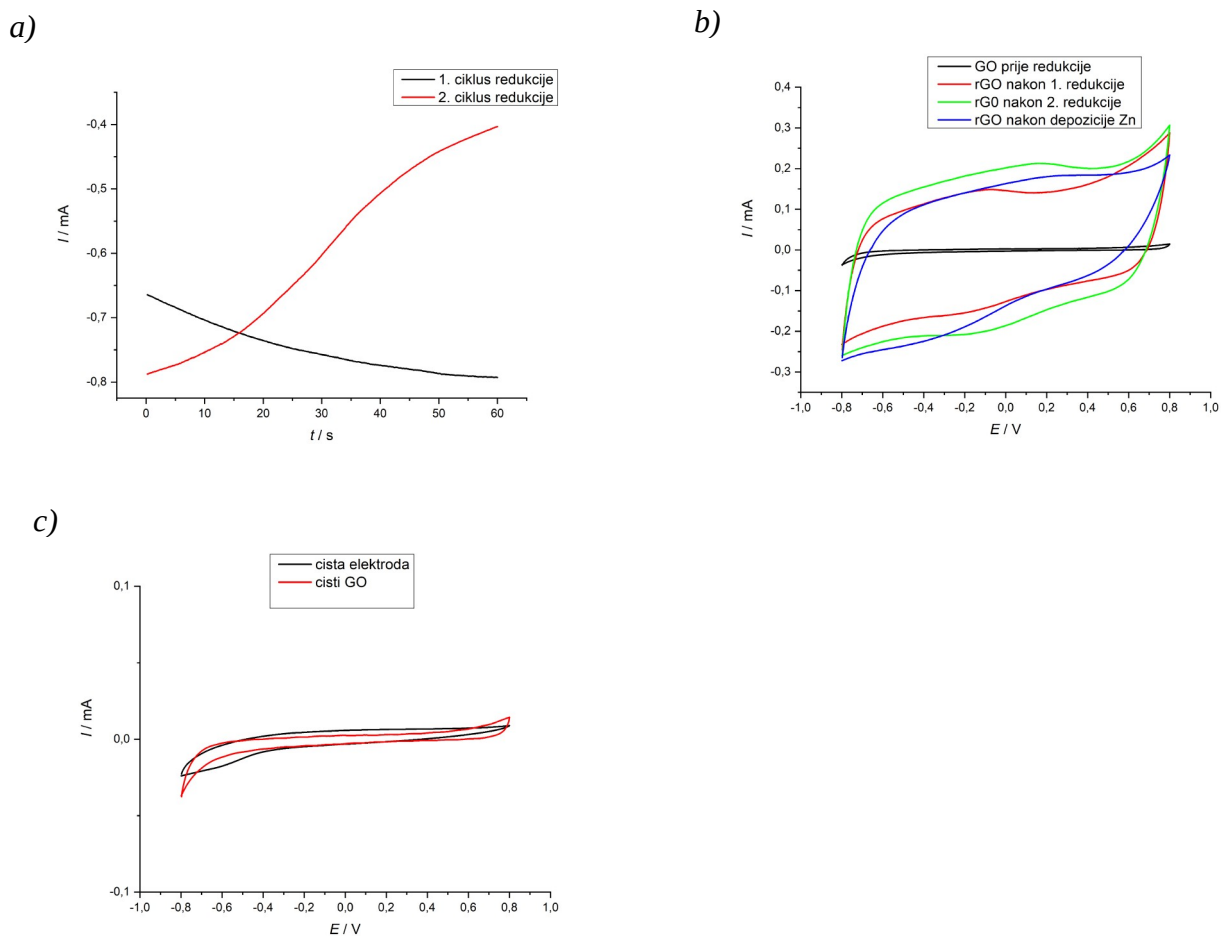 a)
1. ciklus redukcije
2. ciklus redukcije
-0,4
-0,5
-0,6
-0,7
-0,8
I / mA
0 10 20 30 40 50 60
t / s
b)
GO prije redukcije
rGO nakon 1. redukcije
rG0 nakon 2. redukcije
rGO nakon depozicije Zn
0,4
0,3
0,2
0,1
0,0
-0,1
-0,2
-0,3
I / mA
-1,0 -0,8 -0,6 -0,4 -0,2 0,0 0,2 0,4 0,6 0,8 1,0
E / V
c)
cista elektroda
cisti GO
0,1
0,0
-0,1
I / mA
-1,0 -0,8 -0,6 -0,4 -0,2 0,0 0,2 0,4 0,6 0,8 1,0
E / V